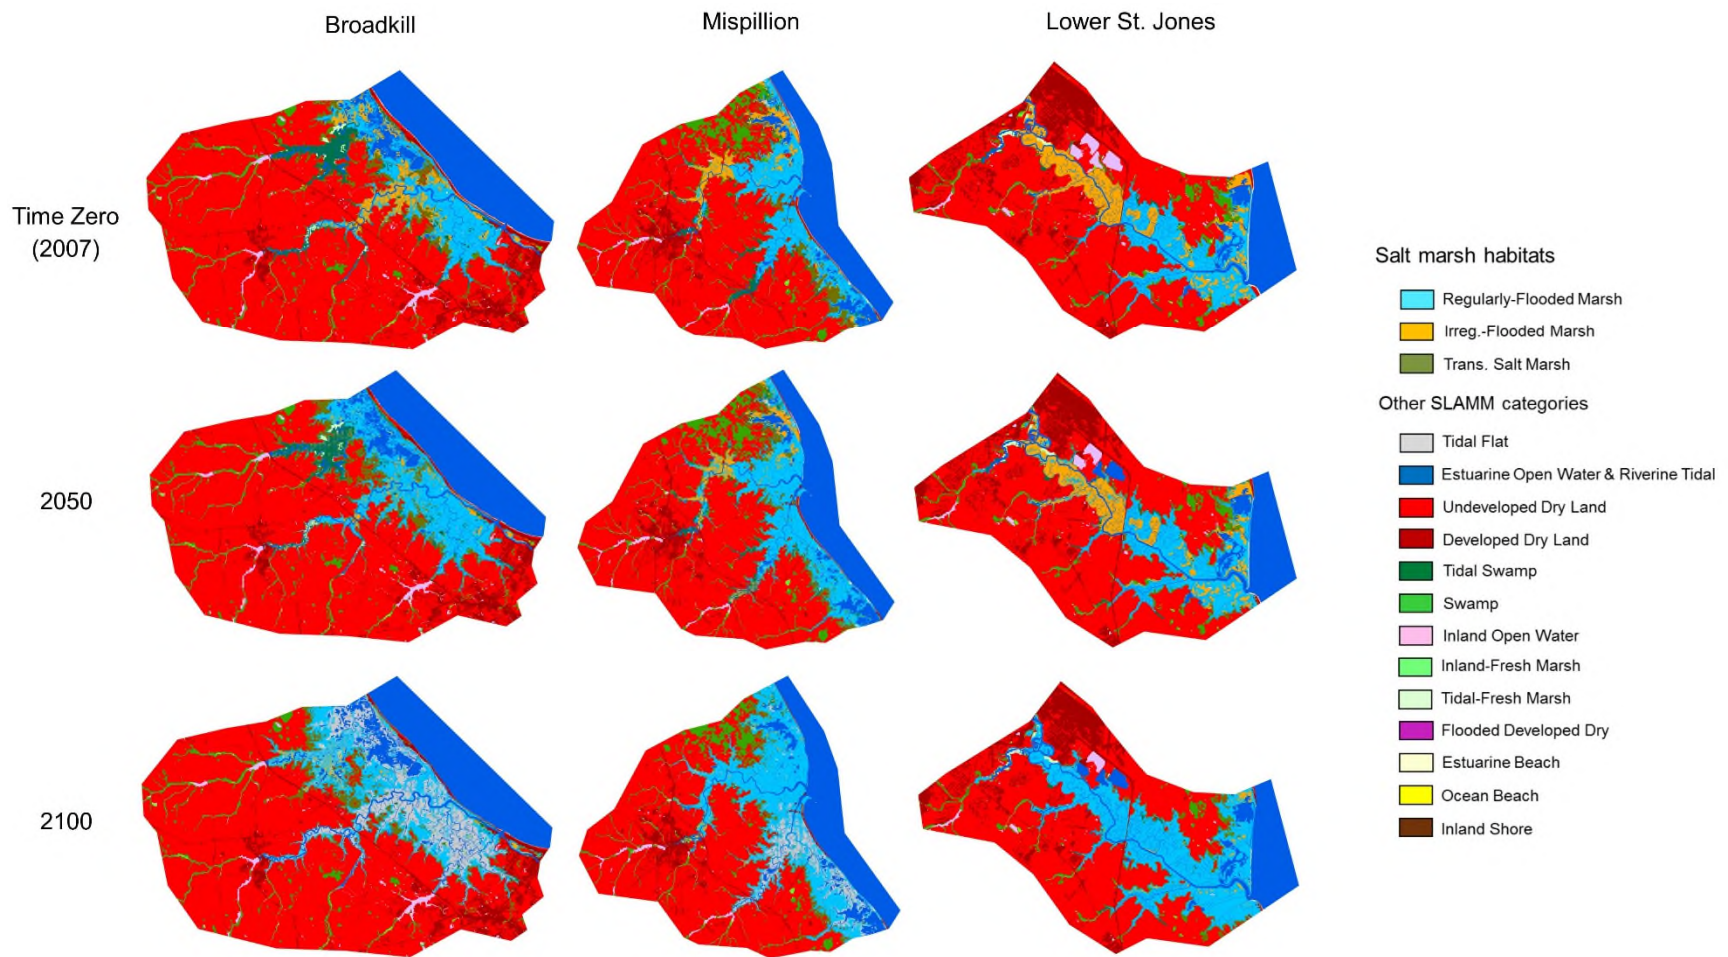 Broadkill
Mispillion
Lower St. Jones
Time Zero
(2007)
2050
2100
Salt marsh habitats
Regularly-Flooded Marsh
Irreg.-Flooded Marsh
Trans. Salt Marsh
Other SLAMM categories
Tidal Flat
Estuarine Open Water & Riverine Tidal
Undeveloped Dry Land
Developed Dry Land
Tidal Swamp
Swamp
Inland Open Water
Inland-Fresh Marsh
Tidal-Fresh Marsh
Flooded Developed Dry
Estuarine Beach
Ocean Beach
Inland Shore